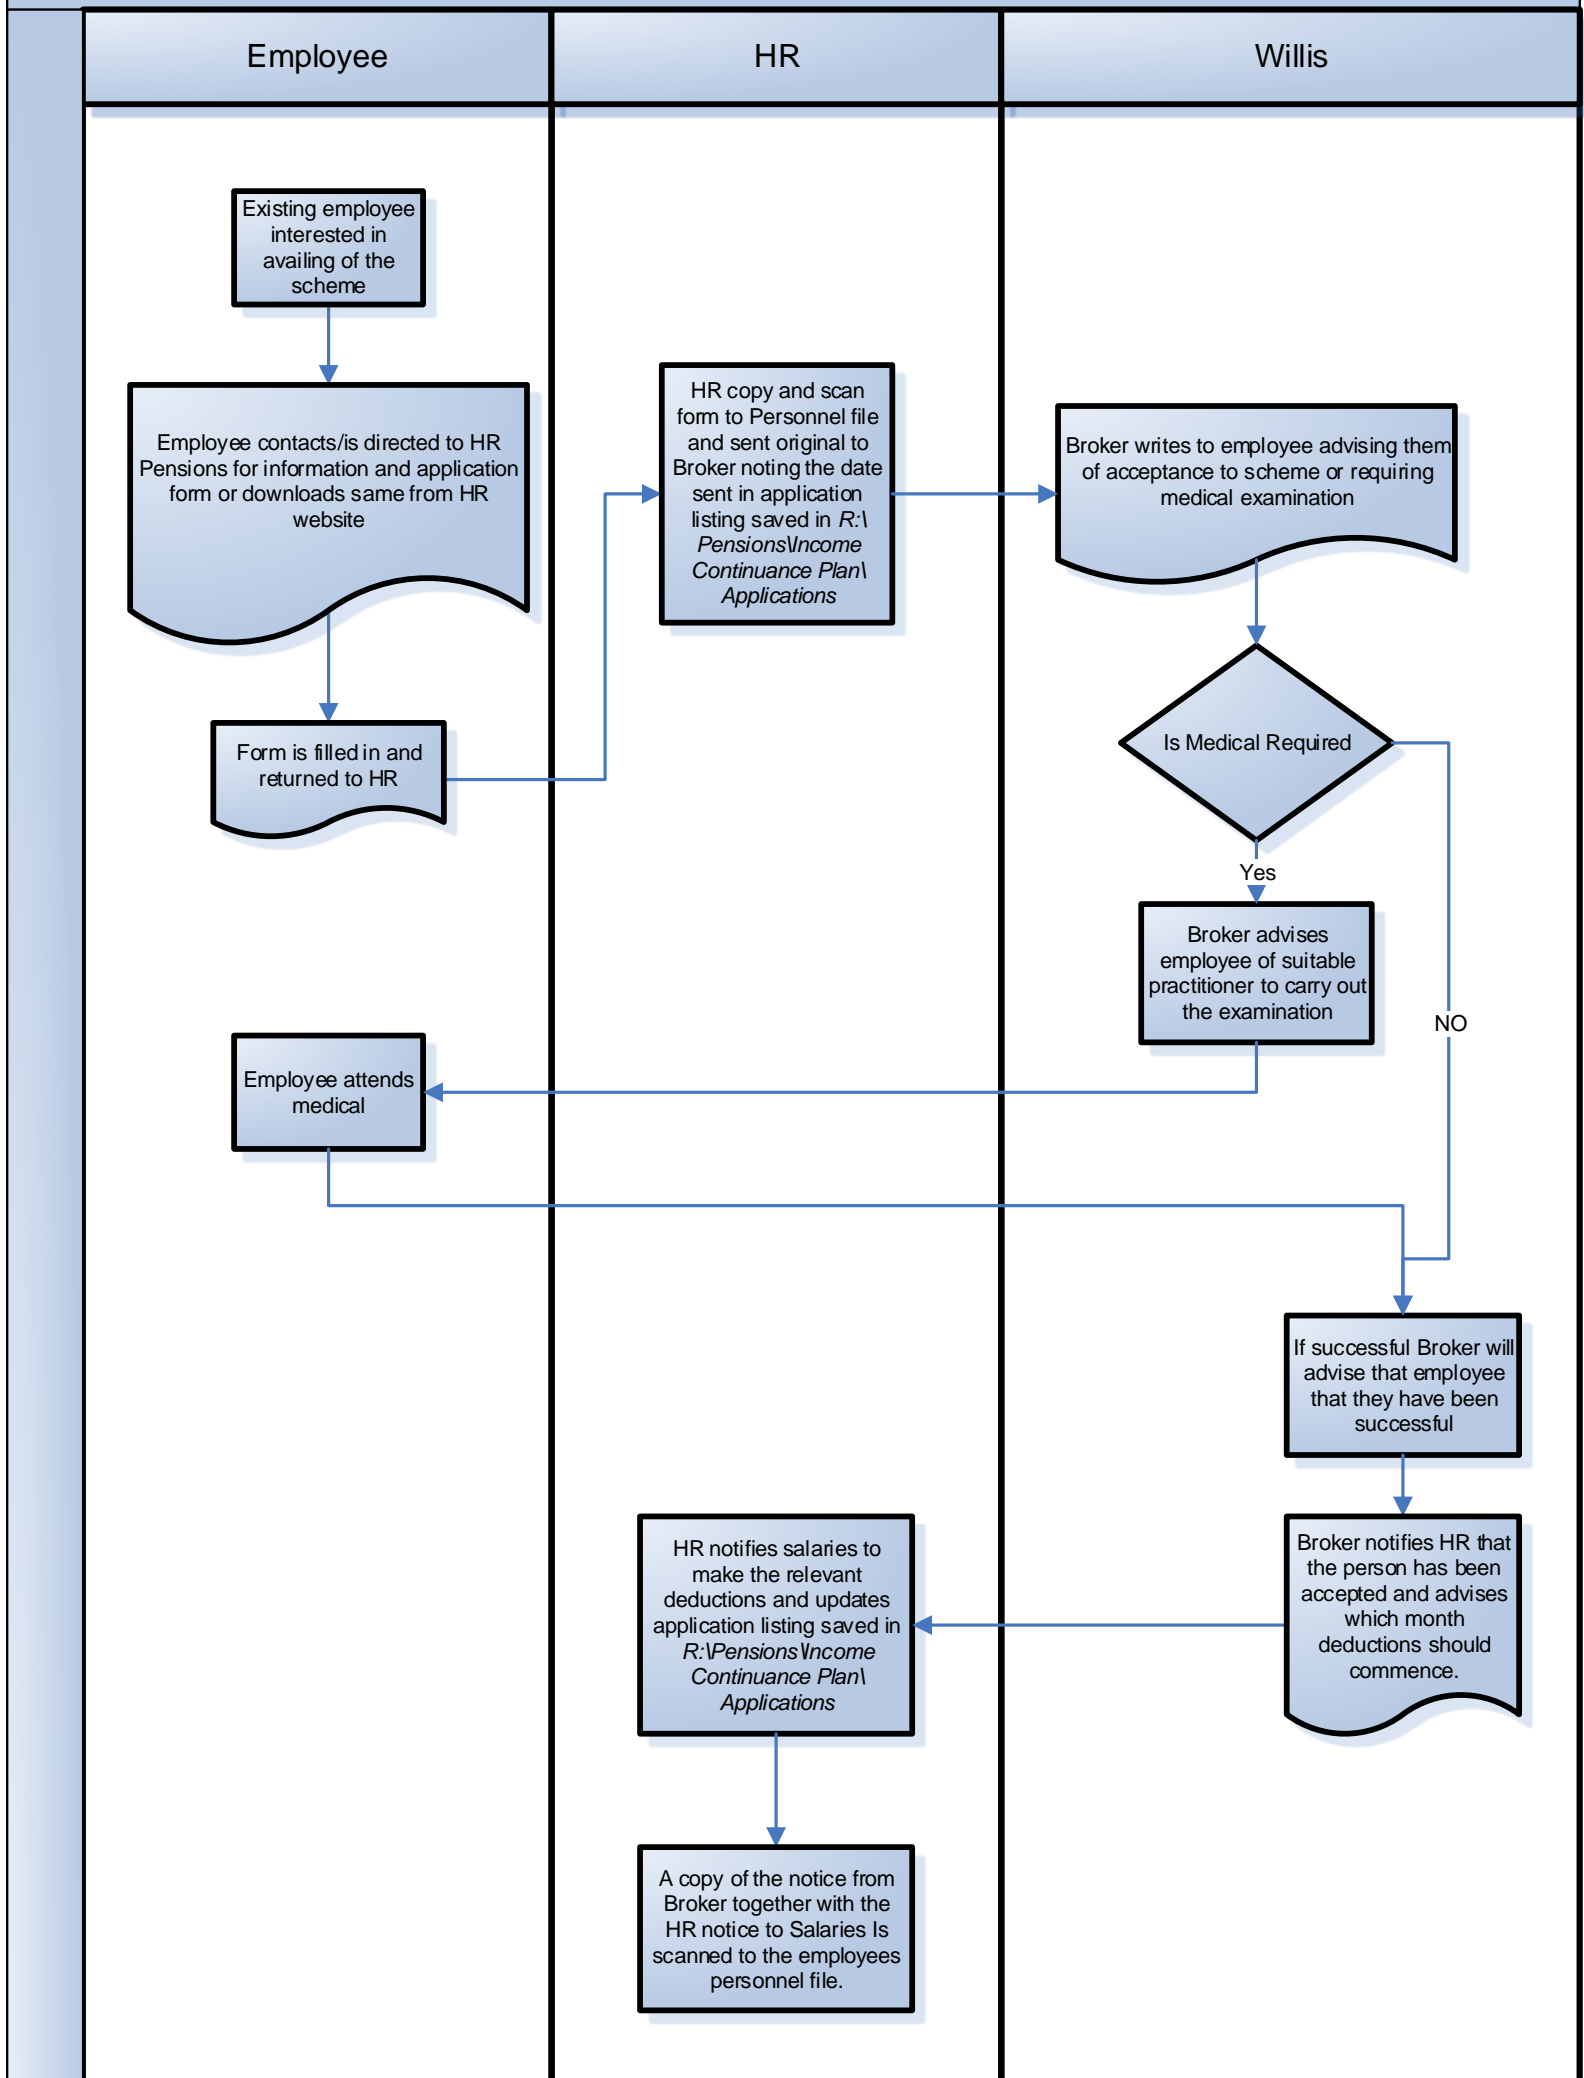 Employee
HR
Willis
Existing employee
interested in
availing of the
scheme
Employee contacts/is directed to HR
Pensions for information and application
form or downloads same from HR
website
Form is filled in and
returned to HR
HR copy and scan
form to Personnel file
and sent original to
Broker noting the date
sent in application
listing saved in R:\
Pensions\Income
Continuance Plan\
Applications
Broker writes to employee advising them
of acceptance to scheme or requiring
medical examination
Is Medical Required
Yes
NO
Broker advises
employee of suitable
practitioner to carry out
the examination
Employee attends
medical
If successful Broker will
advise that employee
that they have been
successful
Broker notifies HR that
the person has been
accepted and advises
which month
deductions should
commence.
HR notifies salaries to
make the relevant
deductions and updates
application listing saved in
R:\Pensions\Income
Continuance Plan\
Applications
A copy of the notice from
Broker together with the
HR notice to Salaries Is
scanned to the employees
personnel file.